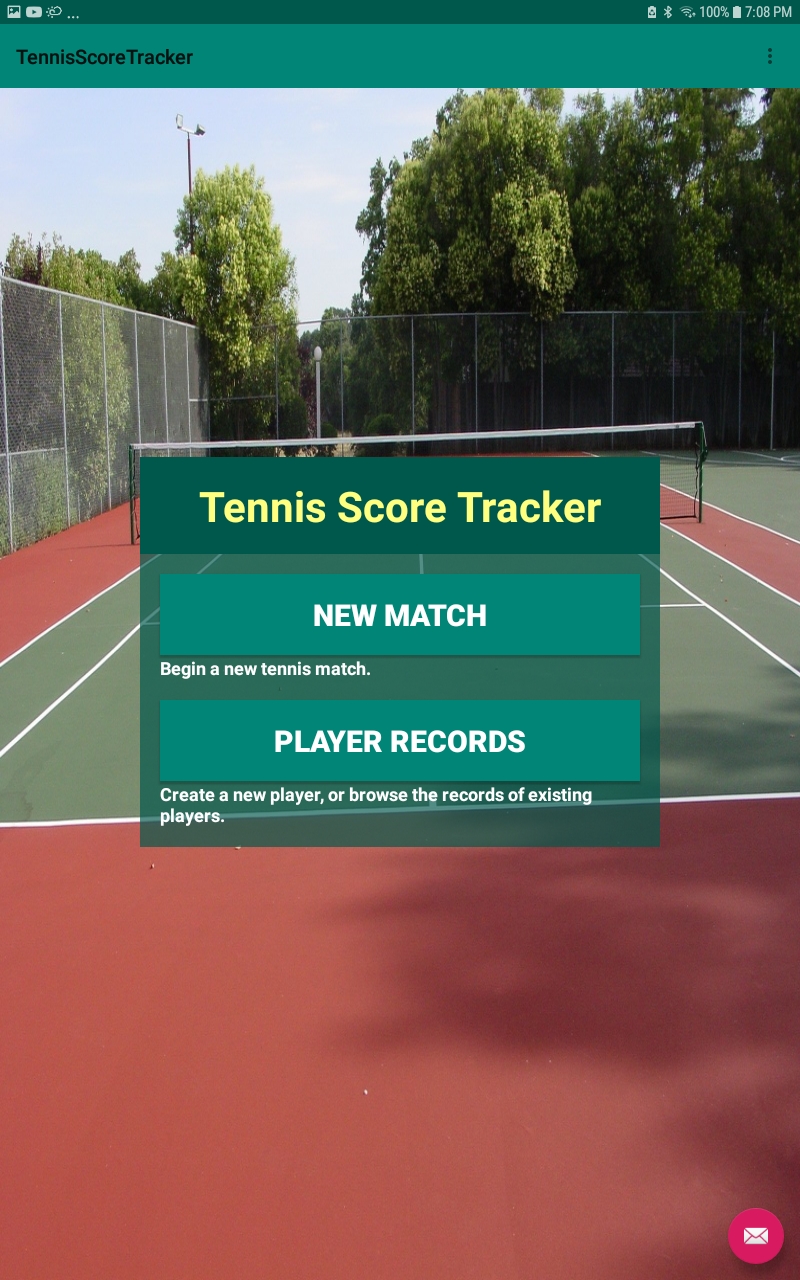 ... 100% 7:08 PM
TennisScoreTracker
Tennis Score Tracker
NEW MATCH
Begin a new tennis match.
PLAYER RECORDS
Create a new player, or browse the records of existing
players.